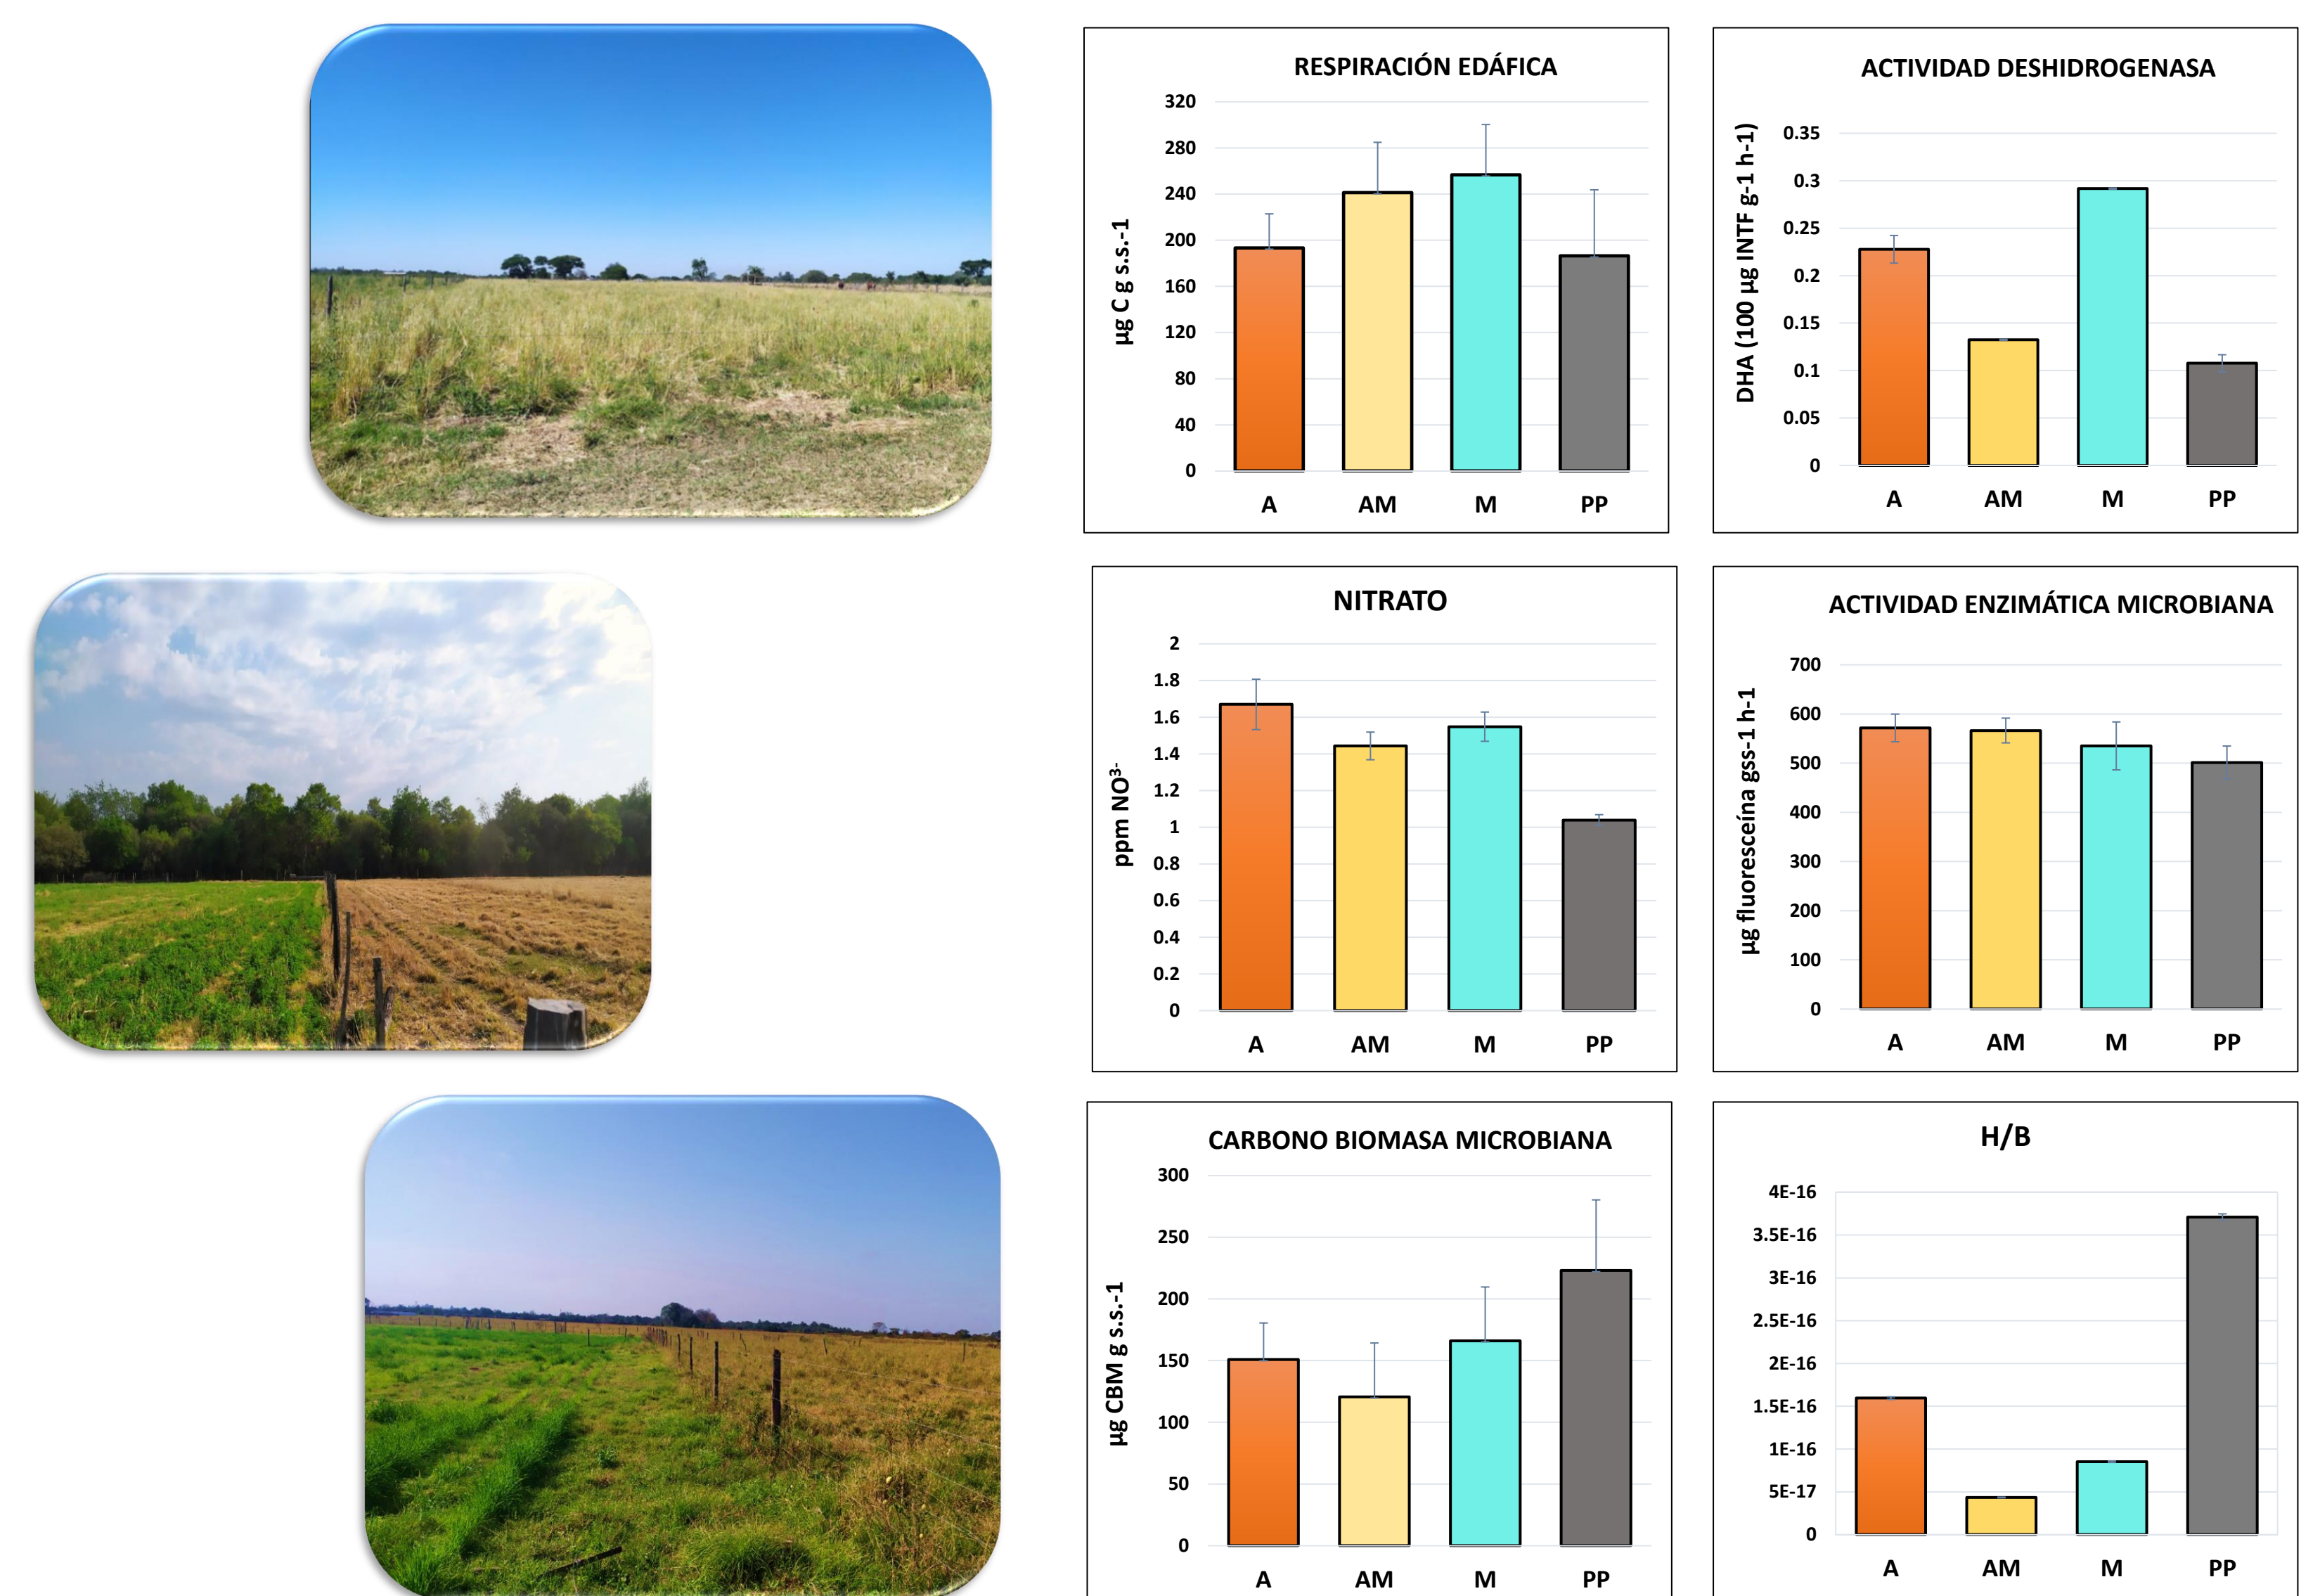 RESPIRACIÓN EDÁFICA
µg C g s.s.-1
320
280
240
200
160
120
80
40
0
A AM M PP
ACTIVIDAD DESHIDROGENASA
DHA (100 µg INTF g-1 h-1)
0.35
0.3
0.25
0.2
0.15
0.1
0.05
0
A AM M PP
NITRATO
ppm NO³⁻
2
1.8
1.6
1.4
1.2
1
0.8
0.6
0.4
0.2
0
A AM M PP
ACTIVIDAD ENZIMÁTICA MICROBIANA
µg fluoresceína gss-1 h-1
700
600
500
400
300
200
100
0
A AM M PP
CARBONO BIOMASA MICROBIANA
µg CBM g s.s.-1
300
250
200
150
100
50
0
A AM M PP
H/B
4E-16
3.5E-16
3E-16
2.5E-16
2E-16
1.5E-16
1E-16
5E-17
0
A AM M PP